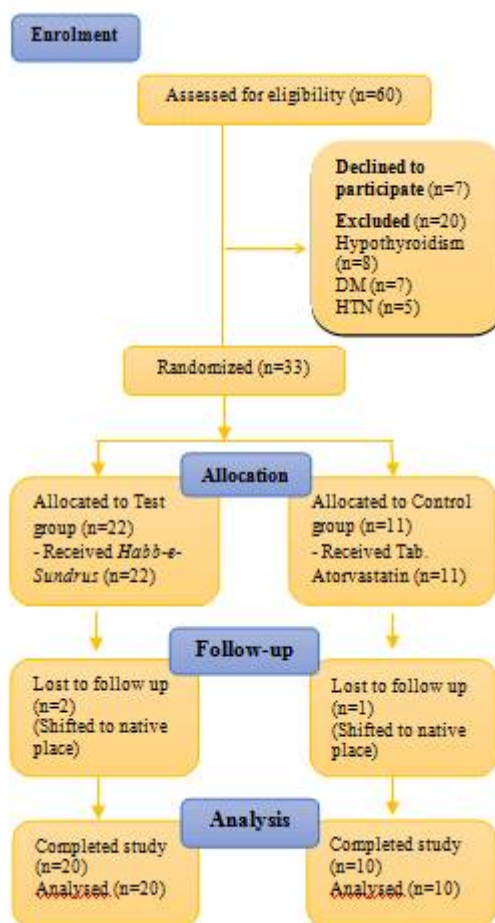 Enrolment
Assessed for eligibility (n=60)
Declined to
participate (n=7)
Excluded (n=20)
Hypothyroidism
(n=8)
DM (n=7)
HTN (n=5)
Randomized (n=33)
Allocation
Allocated to Test
group (n=22)
- Received Habb-e-
Sundrus (n=22)
Allocated to Control
group (n=11)
- Received Tab.
Atorvastatin (n=11)
Follow-up
Lost to follow up
(n=2)
(Shifted to native
place)
Lost to follow up
(n=1)
(Shifted to native
place)
Analysis
Completed study
(n=20)
Analysed (n=20)
Completed study
(n=10)
Analysed (n=10)